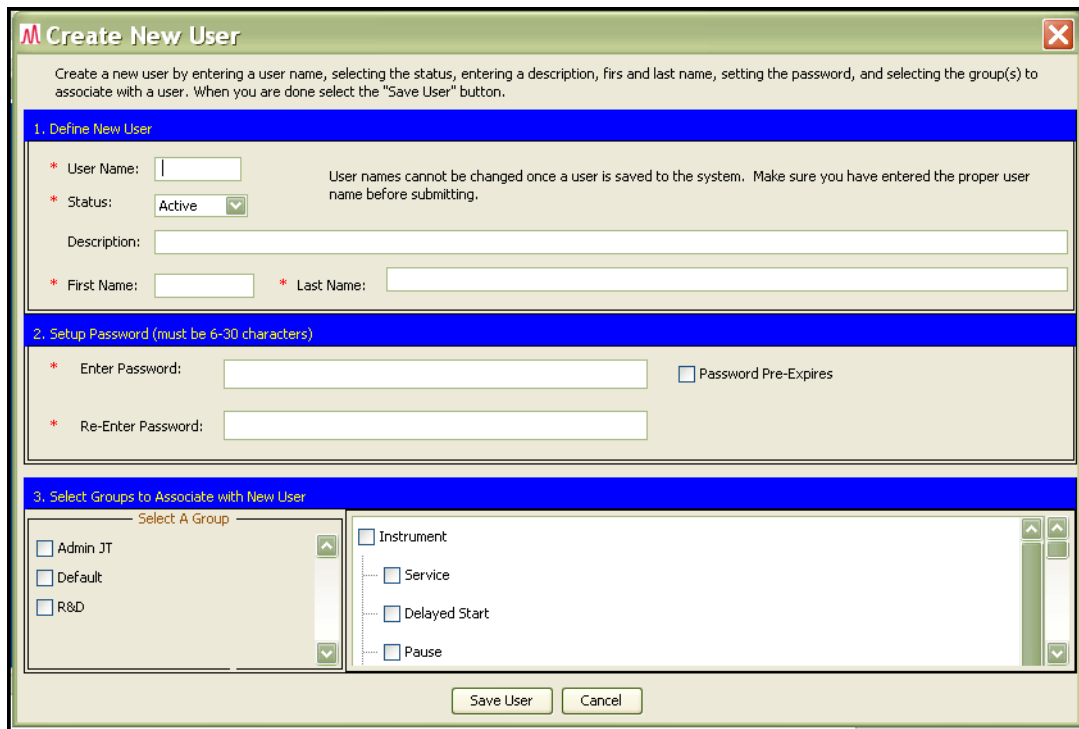 Create New User
Create a new user by entering a user name, selecting the status, entering a description, firs and last name, setting the password, and selecting the group(s) to
associate with a user. When you are done select the "Save User" button.
1. Define New User
* User Name:
User names cannot be changed once a user is saved to the system. Make sure you have entered the proper user
name before submitting.
* Status: Active
Description:
* First Name: * Last Name:
2. Setup Password (must be 6-30 characters)
* Enter Password: Password Pre-Expires
* Re-Enter Password:
3. Select Groups to Associate with New User
Select A Group
Admin JT
Default
R&D
Instrument
Service
Delayed Start
Pause
Save User Cancel